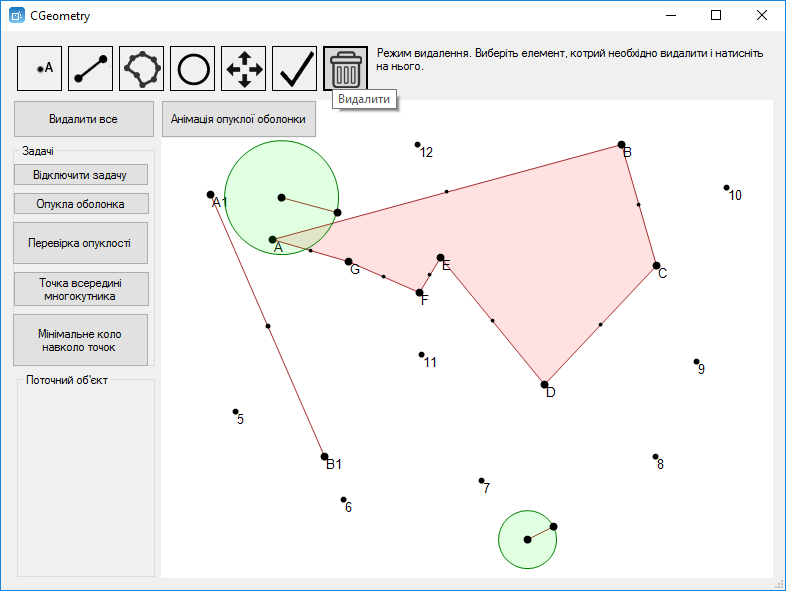 CGeometry
A
Режим видалення. Виберіть елемент, котрий необхідно видалити і натисніть
на нього.
Видалити
Видалити все
Анімація опуклої оболонки
Задачі
Відключити задачу
Опукла оболонка
Перевірка опуклості
Точка всередині
многокутника
Мінімальне коло
навколо точок
Поточний об'єкт
12
B
10
A1
A
G
E
C
F
11
9
D
5
B1
8
7
6